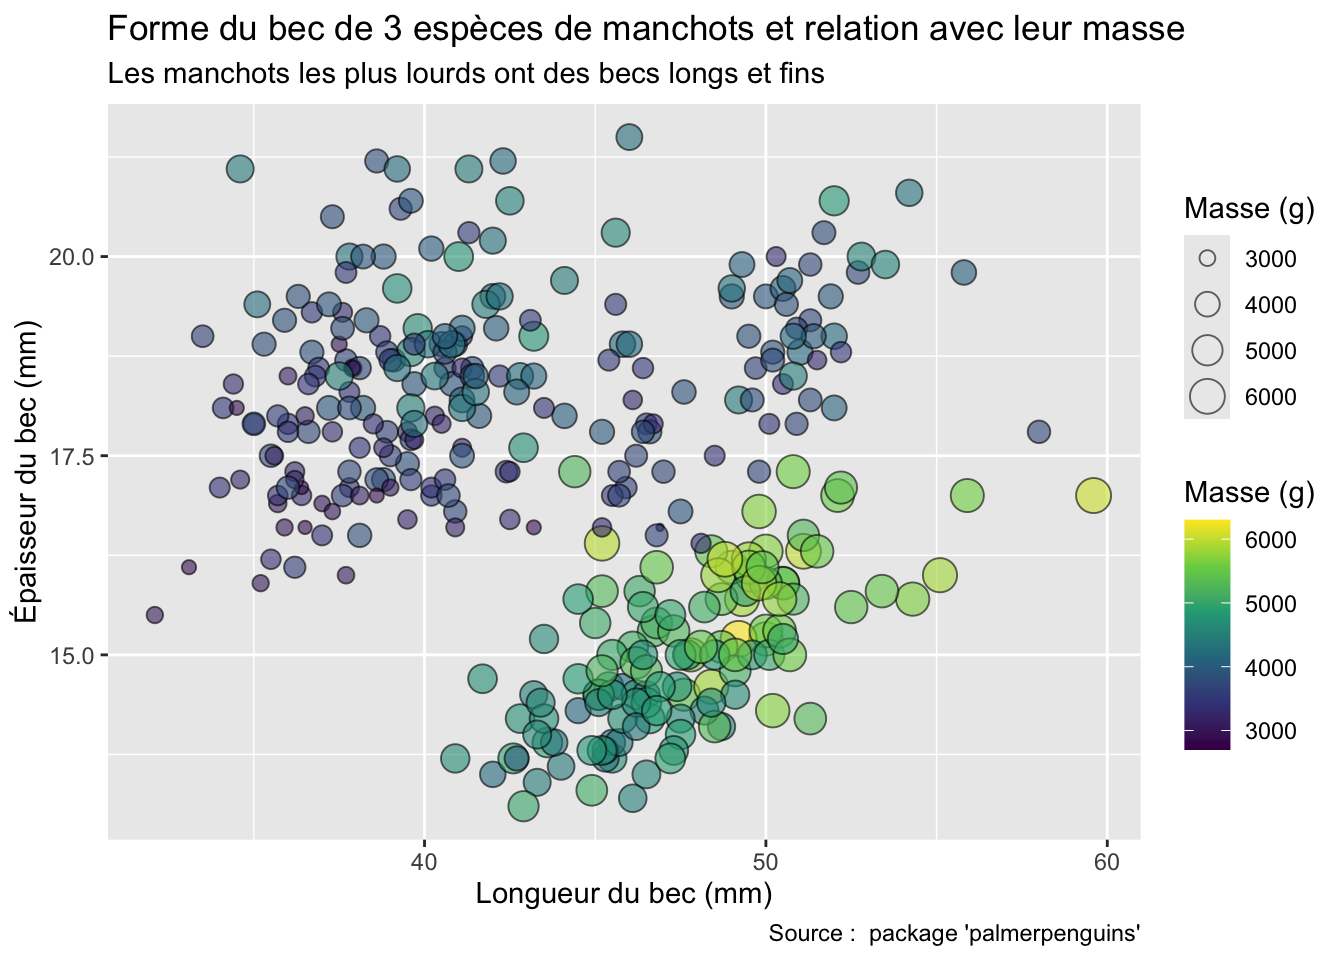 Forme du bec de 3 espèces de manchots et relation avec leur masse
Les manchots les plus lourds ont des becs longs et fins
Épaisseur du bec (mm)
20.0
17.5
15.0
40
50
60
Longueur du bec (mm)
Masse (g)
3000
4000
5000
6000
Masse (g)
6000
5000
4000
3000
Source :  package 'palmerpenguins'